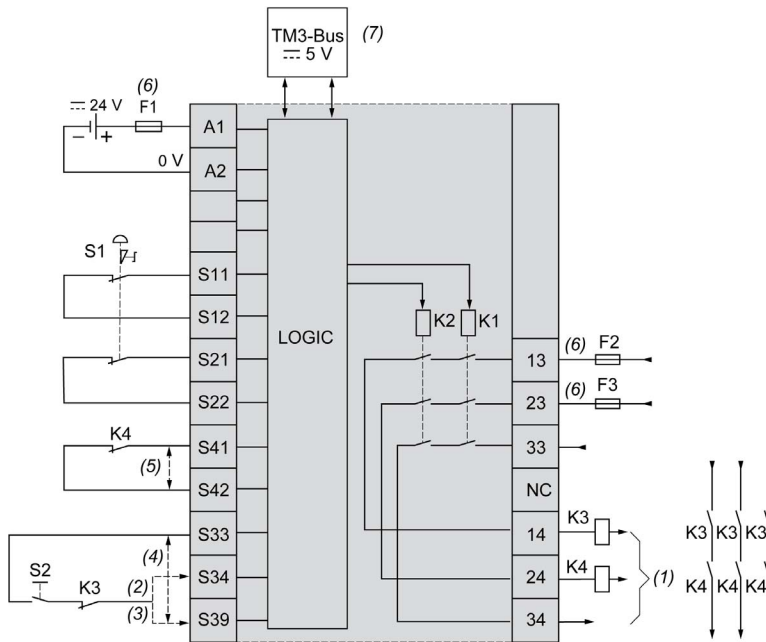 TM3-Bus (7)
⎓ 5 V
(6)
⎓ 24 V F1
− +
A1
0 V
A2
S1
S11
S12
S21
S22
K4
S41
(5)
S42
S33
(4)
S2
K3
(2)
S34
(3)
S39
LOGIC
K2 K1
13 (6) F2
23 (6) F3
33
NC
14 K3
24 K4
34
(1)
K3 K3 K3
K4 K4 K4